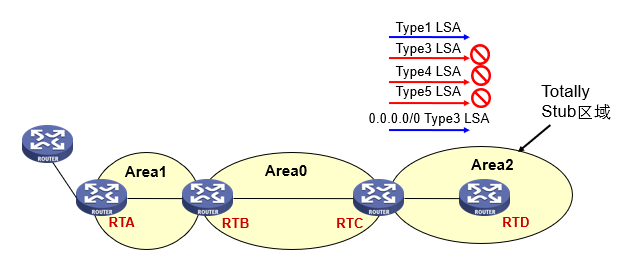 Type1 LSA
Type3 LSA
Type4 LSA
Type5 LSA
0.0.0.0/0 Type3 LSA
Totally
Stub区域
ROUTER
Area1
Area0
Area2
ROUTER
ROUTER
ROUTER
ROUTER
RTA
RTB
RTC
RTD